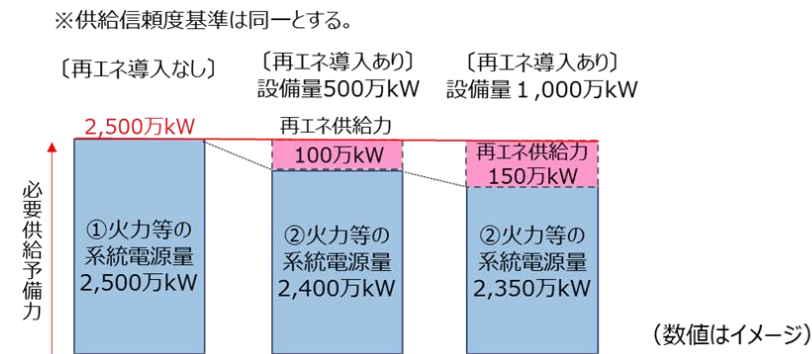 ※供給信頼度基準は同一とする。
〔再エネ導入なし〕
〔再エネ導入あり〕
設備量500万kW
〔再エネ導入あり〕
設備量１,000万kW
2,500万kW
再エネ供給力
100万kW
再エネ供給力
150万kW
必要供給予備力
①火力等の
系統電源量
2,500万kW
②火力等の
系統電源量
2,400万kW
②火力等の
系統電源量
2,350万kW
（数値はイメージ）